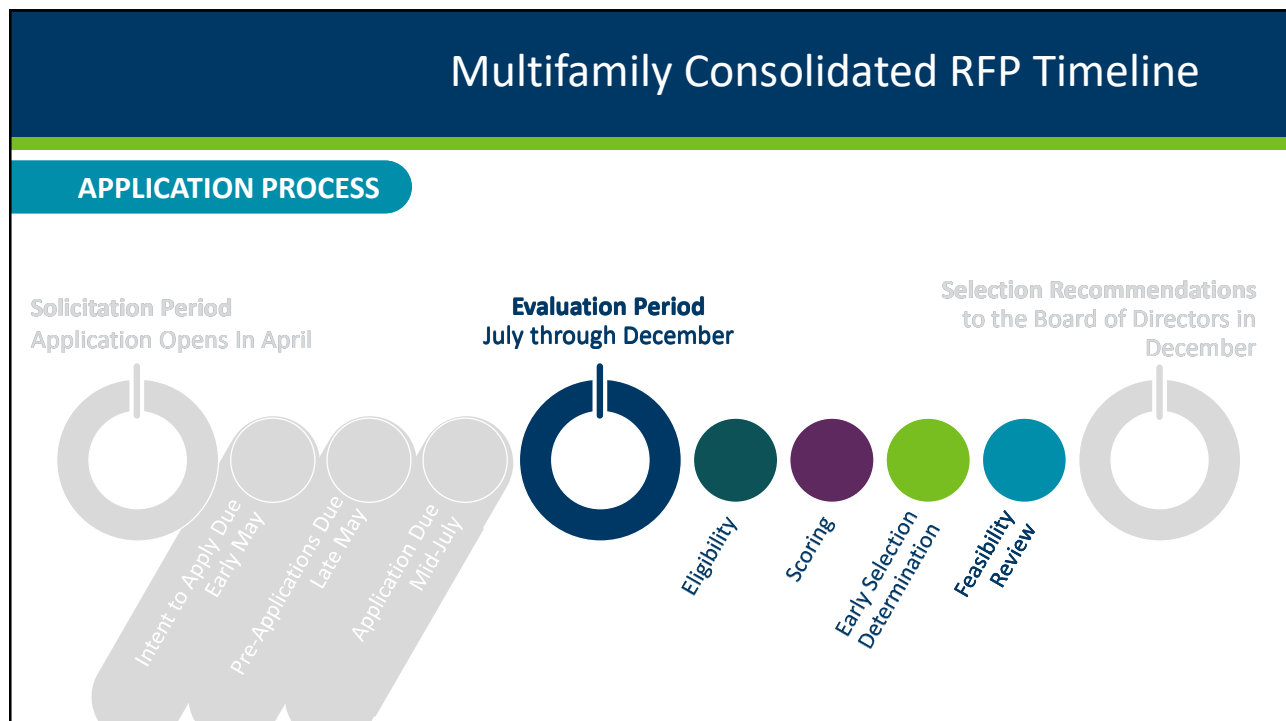 Multifamily Consolidated RFP Timeline
APPLICATION PROCESS
Solicitation Period
Application Opens In April
Intent to Apply Due
Early May
Pre-Applications Due
Late May
Application Due
Mid-July
Evaluation Period
July through December
Eligibility
Scoring
Early Selection
Determination
Feasibility
Review
Selection Recommendations
to the Board of Directors in
December